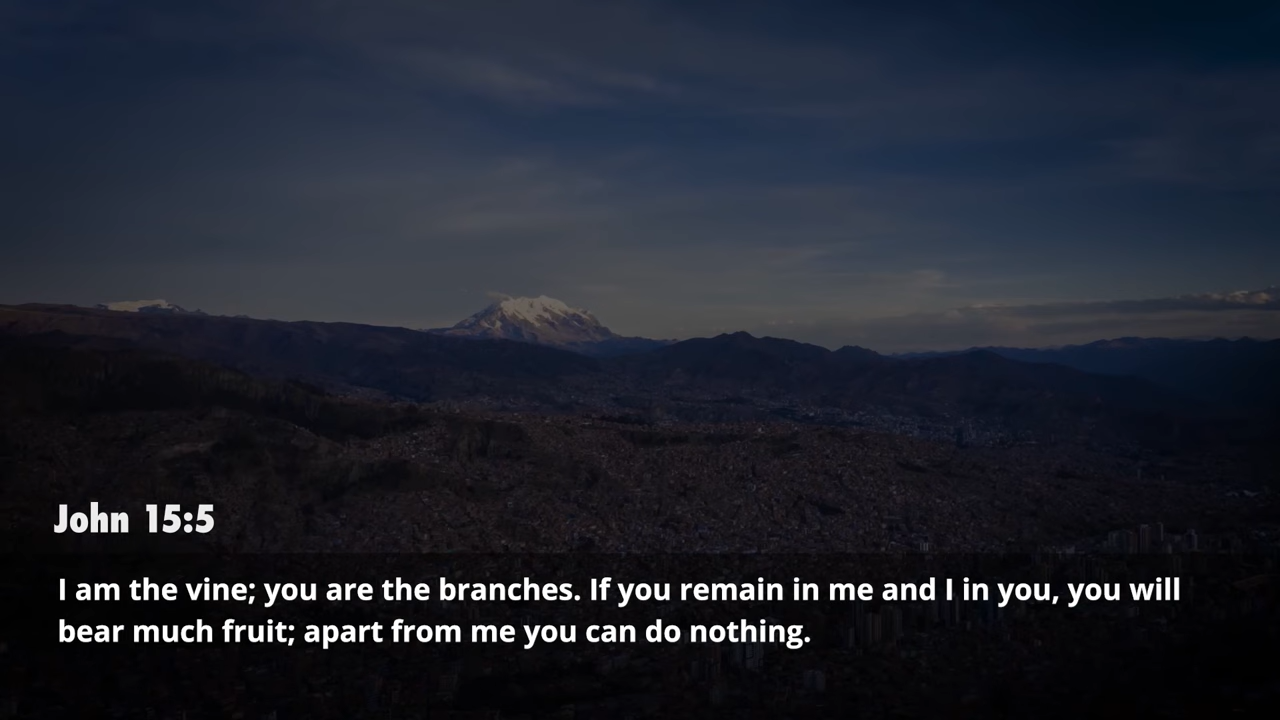 John 15:5
I am the vine; you are the branches. If you remain in me and I in you, you will
bear much fruit; apart from me you can do nothing.